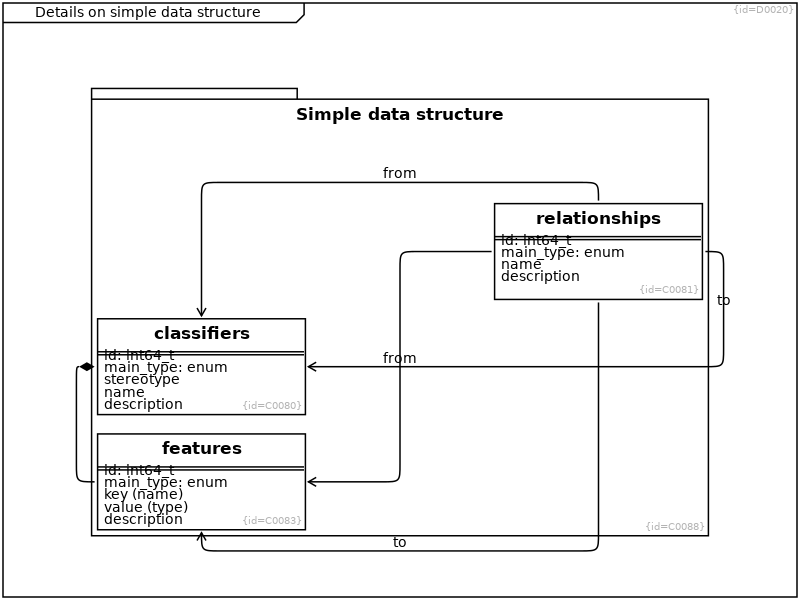 Details on simple data structure
{id=D0020}
Simple data structure
from
relationships
id: int64_t
main_type: enum
name
description
{id=C0081}
to
classifiers
id: int64_t
main_type: enum
stereotype
name
description
{id=C0080}
from
features
id: int64_t
main_type: enum
key (name)
value (type)
description
{id=C0083}
{id=C0088}
to